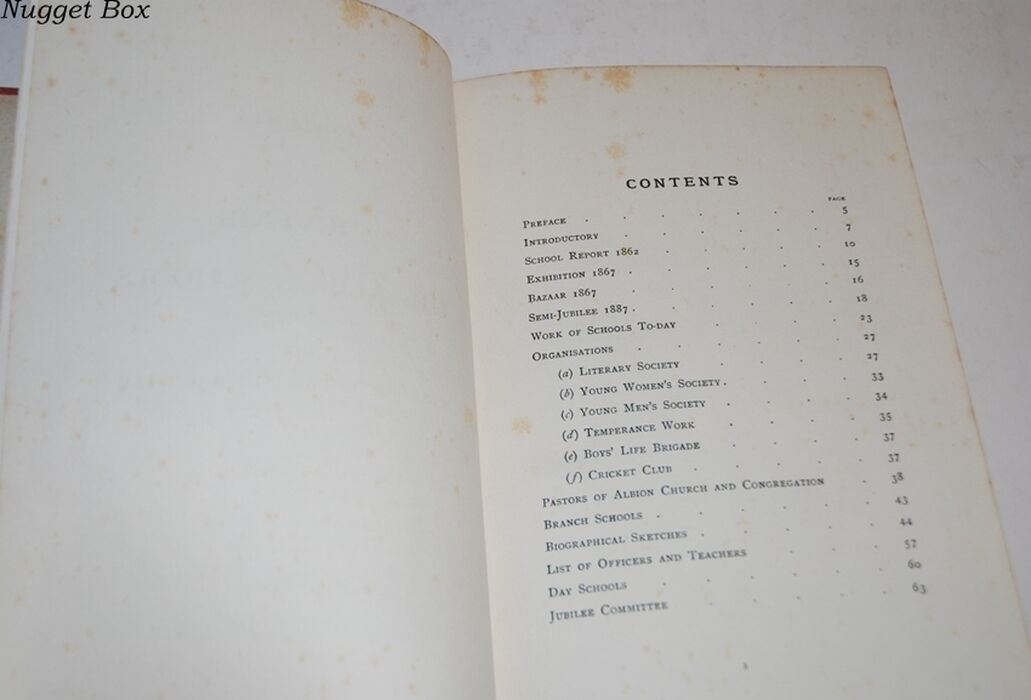 Nugget Box
CONTENTS
PAGE
PREFACE . . . . . . . 5
INTRODUCTORY . . . . . . 7
SCHOOL REPORT 1862 . . . . . 10
EXHIBITION 1867 . . . . . . 15
BAZAAR 1867 . . . . . . 16
SEMI-JUBILEE 1887 . . . . . 18
WORK OF SCHOOLS TO-DAY . . . . 23
ORGANISATIONS . . . . . . 27
(a) LITERARY SOCIETY . . . . 27
(b) YOUNG WOMEN'S SOCIETY . . . . 33
(c) YOUNG MEN'S SOCIETY . . . . 34
(d) TEMPERANCE WORK . . . . 35
(e) BOYS' LIFE BRIGADE . . . . 37
(f) CRICKET CLUB . . . . . 37
PASTORS OF ALBION CHURCH AND CONGREGATION . 38
BRANCH SCHOOLS . . . . . . 43
BIOGRAPHICAL SKETCHES . . . . . 44
LIST OF OFFICERS AND TEACHERS . . . 57
DAY SCHOOLS . . . . . . 60
JUBILEE COMMITTEE . . . . . 63
3